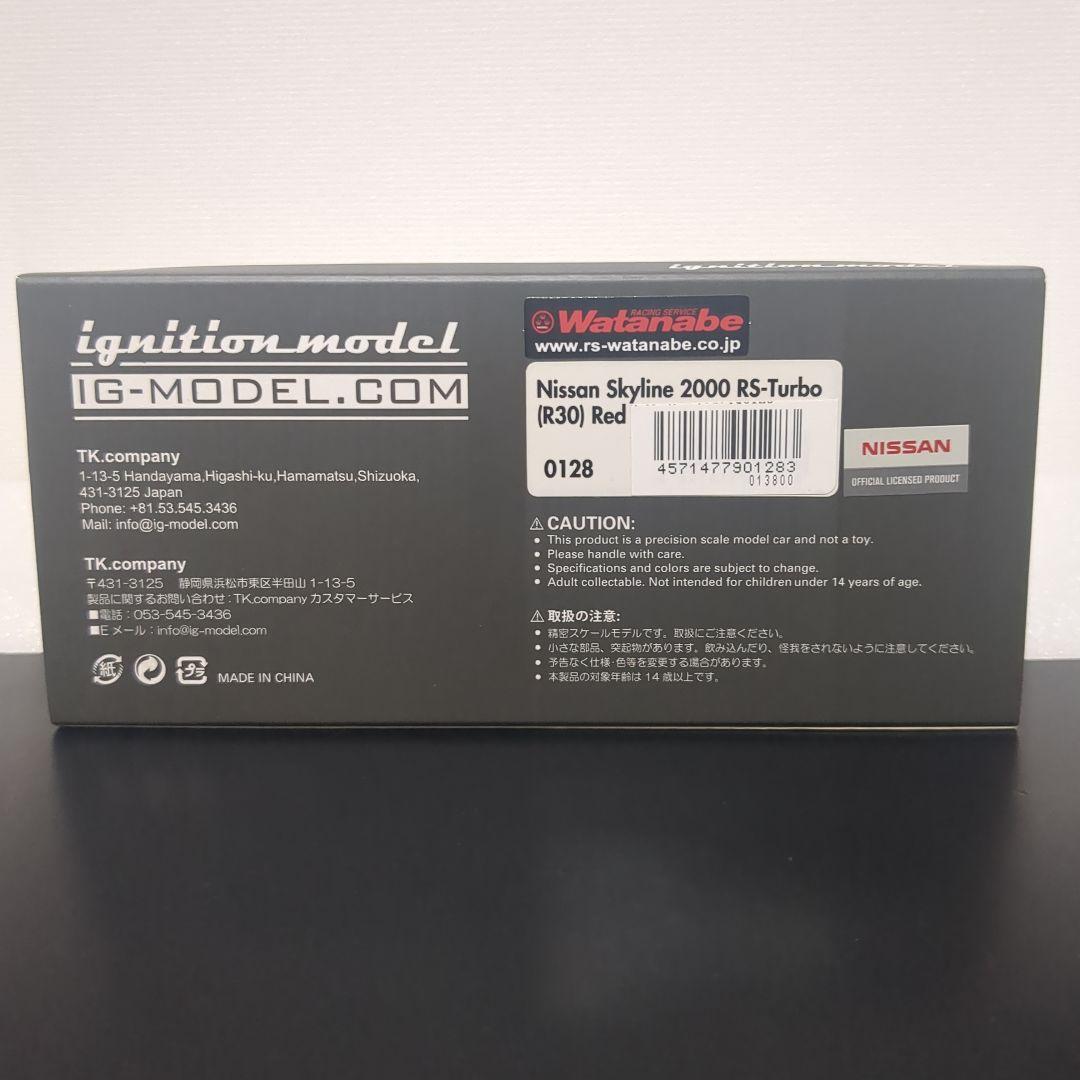 ignition model
ignition model
IG-MODEL.COM
TK.company
1-13-5 Handayama,Higashi-ku,Hamamatsu,Shizuoka,
431-3125 Japan
Phone: +81.53.545.3436
Mail: info@ig-model.com
TK.company
〒431-3125 静岡県浜松市東区半田山 1-13-5
製品に関するお問い合わせ:TK.company カスタマーサービス
■電話:053-545-3436
■E メール:info@ig-model.com
紙 プラ MADE IN CHINA
RACING SERVICE
Watanabe
www.rs-watanabe.co.jp
Nissan Skyline 2000 RS-Turbo
(R30) Red
0128
4571477901283
013800
NISSAN
OFFICIAL LICENSED PRODUCT
⚠ CAUTION:
• This product is a precision scale model car and not a toy.
• Please handle with care.
• Specifications and colors are subject to change.
• Adult collectable. Not intended for children under 14 years of age.
⚠ 取扱の注意:
• 精密スケールモデルです。取扱にご注意ください。
• 小さな部品、突起物があります。飲み込んだり、怪我をされないように注意してください。
• 予告なく仕様・色等を変更する場合があります。
• 本製品の対象年齢は 14 歳以上です。